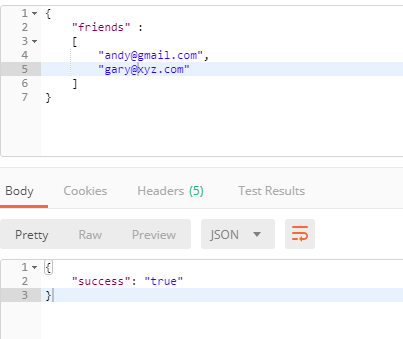 1 {
2 "friends" :
3 [
4 "andy@gmail.com",
5 "gary@xyz.com"
6 ]
7 }
Body Cookies Headers (5) Test Results
Pretty Raw Preview JSON
1 {
2 "success": "true"
3 }